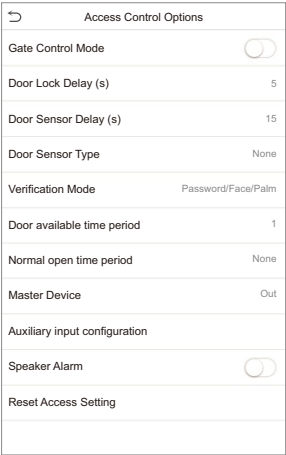 Access Control Options
Gate Control Mode
Door Lock Delay (s) 5
Door Sensor Delay (s) 15
Door Sensor Type None
Verification Mode Password/Face/Palm
Door available time period 1
Normal open time period None
Master Device Out
Auxiliary input configuration
Speaker Alarm
Reset Access Setting